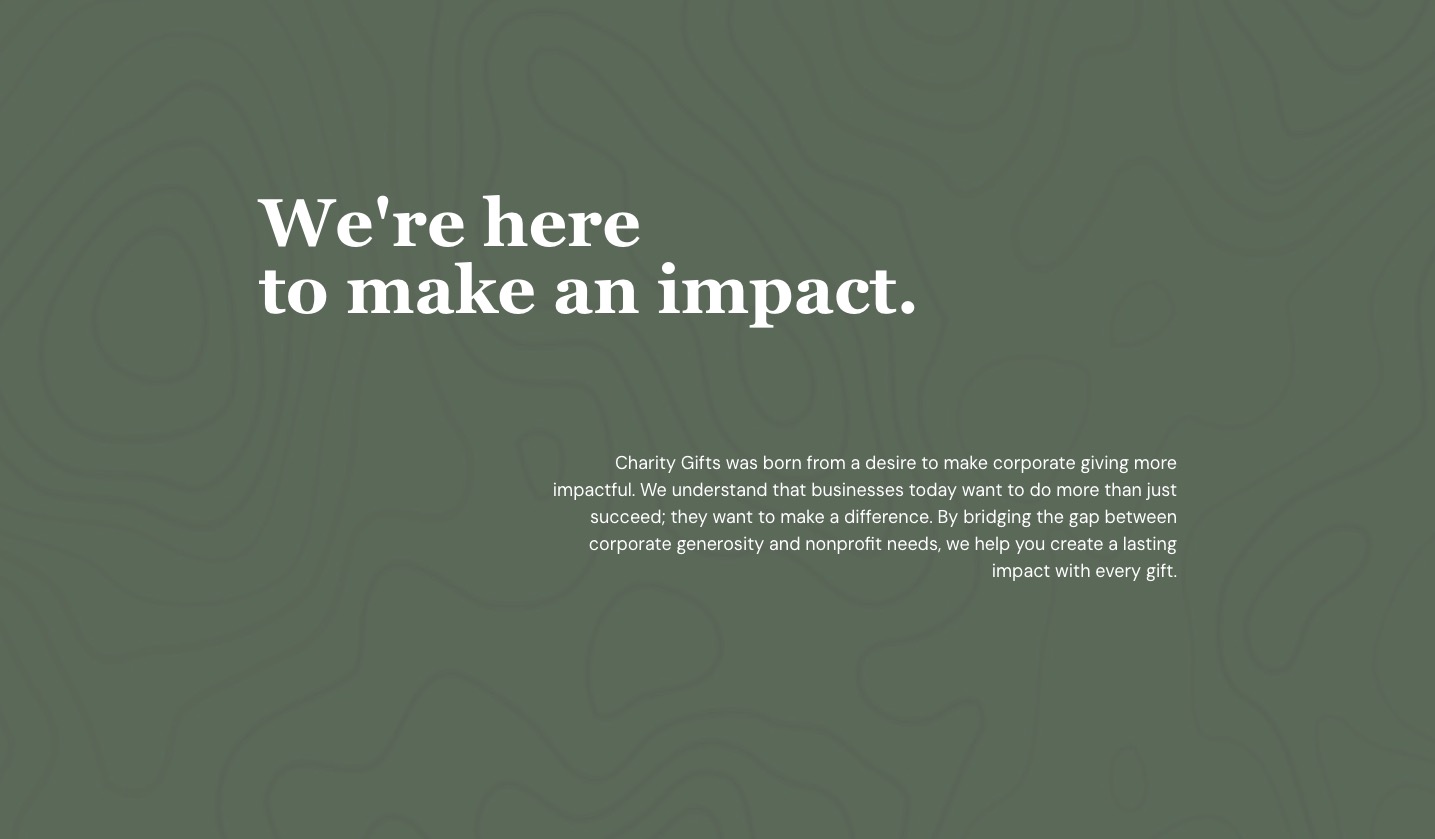 We're here
to make an impact.
Charity Gifts was born from a desire to make corporate giving more
impactful. We understand that businesses today want to do more than just
succeed; they want to make a difference. By bridging the gap between
corporate generosity and nonprofit needs, we help you create a lasting
impact with every gift.